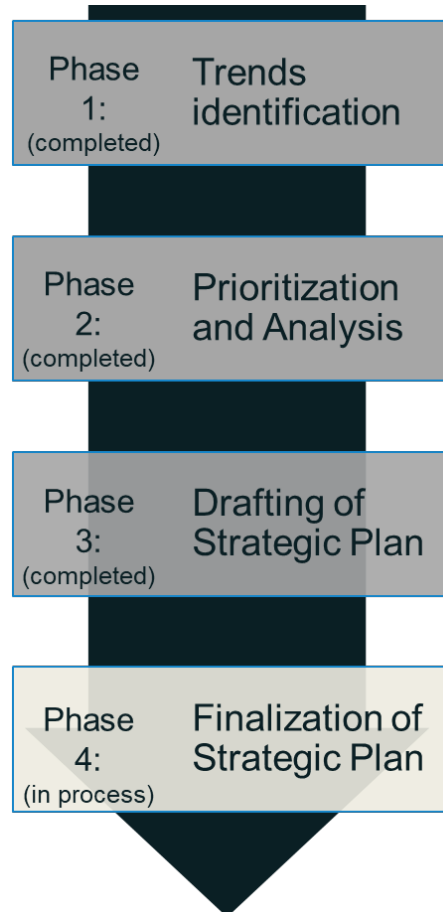 Phase
1:
(completed)
Trends
identification
Phase
2:
(completed)
Prioritization
and Analysis
Phase
3:
(completed)
Drafting of
Strategic Plan
Phase
4:
(in process)
Finalization of
Strategic Plan